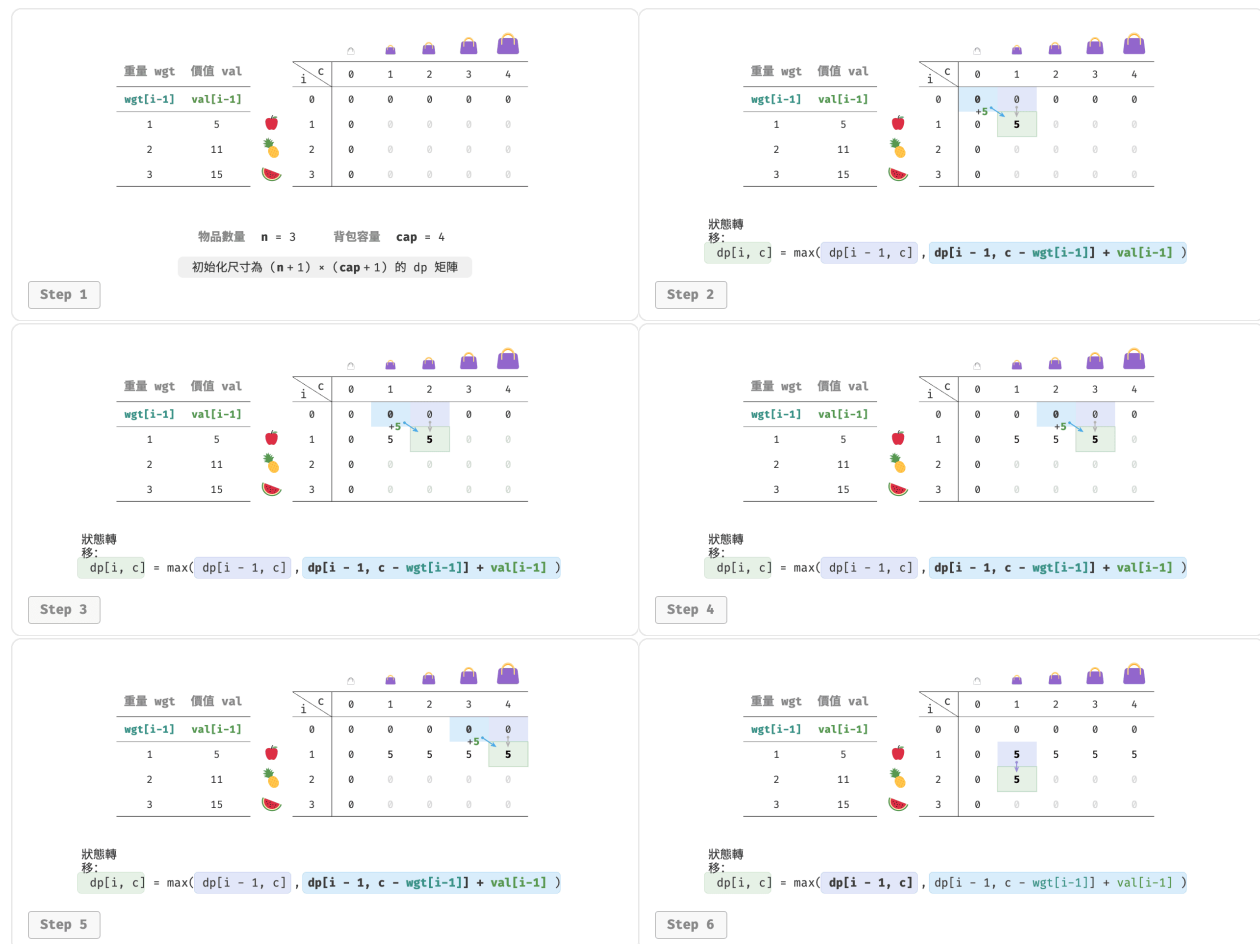 重量 wgt 價值 val
i c 0 1 2 3 4
wgt[i-1] val[i-1] 0 0 0 0 0 0
1 5 1 0 0 0 0 0
2 11 2 0 0 0 0 0
3 15 3 0 0 0 0 0
物品數量 n = 3 背包容量 cap = 4
初始化尺寸為 (n + 1) × (cap + 1) 的 dp 矩陣
Step 1
重量 wgt 價值 val
i c 0 1 2 3 4
wgt[i-1] val[i-1] 0 0 0 0 0 0
+5
1 5 1 0 5 0 0 0
2 11 2 0 0 0 0 0
3 15 3 0 0 0 0 0
狀態轉
移:
dp[i, c] = max( dp[i - 1, c] , dp[i - 1, c - wgt[i-1]] + val[i-1] )
Step 2
重量 wgt 價值 val
i c 0 1 2 3 4
wgt[i-1] val[i-1] 0 0 0 0 0 0
+5
1 5 1 0 5 5 0 0
2 11 2 0 0 0 0 0
3 15 3 0 0 0 0 0
狀態轉
移:
dp[i, c] = max( dp[i - 1, c] , dp[i - 1, c - wgt[i-1]] + val[i-1] )
Step 3
重量 wgt 價值 val
i c 0 1 2 3 4
wgt[i-1] val[i-1] 0 0 0 0 0 0
+5
1 5 1 0 5 5 5 0
2 11 2 0 0 0 0 0
3 15 3 0 0 0 0 0
狀態轉
移:
dp[i, c] = max( dp[i - 1, c] , dp[i - 1, c - wgt[i-1]] + val[i-1] )
Step 4
重量 wgt 價值 val
i c 0 1 2 3 4
wgt[i-1] val[i-1] 0 0 0 0 0 0
+5
1 5 1 0 5 5 5 5
2 11 2 0 0 0 0 0
3 15 3 0 0 0 0 0
狀態轉
移:
dp[i, c] = max( dp[i - 1, c] , dp[i - 1, c - wgt[i-1]] + val[i-1] )
Step 5
重量 wgt 價值 val
i c 0 1 2 3 4
wgt[i-1] val[i-1] 0 0 0 0 0 0
1 5 1 0 5 5 5 5
2 11 2 0 5 0 0 0
3 15 3 0 0 0 0 0
狀態轉
移:
dp[i, c] = max( dp[i - 1, c] , dp[i - 1, c - wgt[i-1]] + val[i-1] )
Step 6